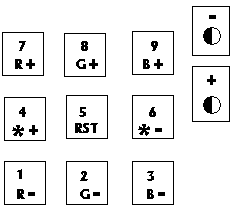 -
7 8 9
R+ G+ B+
+
4 5 6
*+ RST *-
1 2 3
R= G= B=